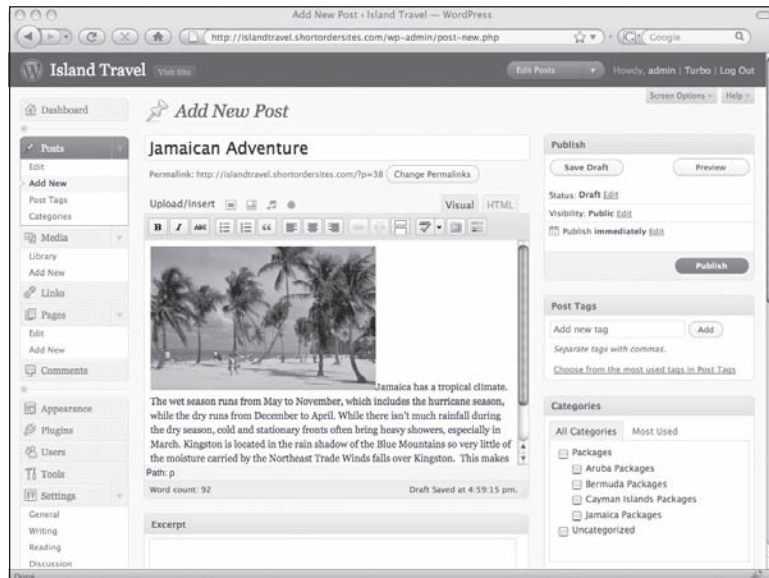 Add New Post ‹ Island Travel — WordPress
http://islandtravel.shortordersites.com/wp-admin/post-new.php
Google
Island Travel
Visit Site
Edit Posts
Howdy, admin | Turbo | Log Out
Screen Options
Help
Dashboard
Posts
Edit
Add New
Post Tags
Categories
Media
Library
Add New
Links
Pages
Edit
Add New
Comments
Appearance
Plugins
Users
Tools
Settings
General
Writing
Reading
Discussion
Add New Post
Jamaican Adventure
Permalink: http://islandtravel.shortordersites.com/?p=38
Change Permalinks
Upload/Insert
Visual
HTML
B I ABC
Jamaica has a tropical climate.
The wet season runs from May to November, which includes the hurricane season,
while the dry runs from December to April. While there isn't much rainfall during
the dry season, cold and stationary fronts often bring heavy showers, especially in
March. Kingston is located in the rain shadow of the Blue Mountains so very little of
the moisture carried by the Northeast Trade Winds falls over Kingston. This makes
Path: p
Word count: 92
Draft Saved at 4:59:15 pm.
Excerpt
Publish
Save Draft
Preview
Status: Draft Edit
Visibility: Public Edit
Publish immediately Edit
Publish
Post Tags
Add new tag
Add
Separate tags with commas.
Choose from the most used tags in Post Tags
Categories
All Categories
Most Used
Packages
Aruba Packages
Bermuda Packages
Cayman Islands Packages
Jamaica Packages
Uncategorized
Done